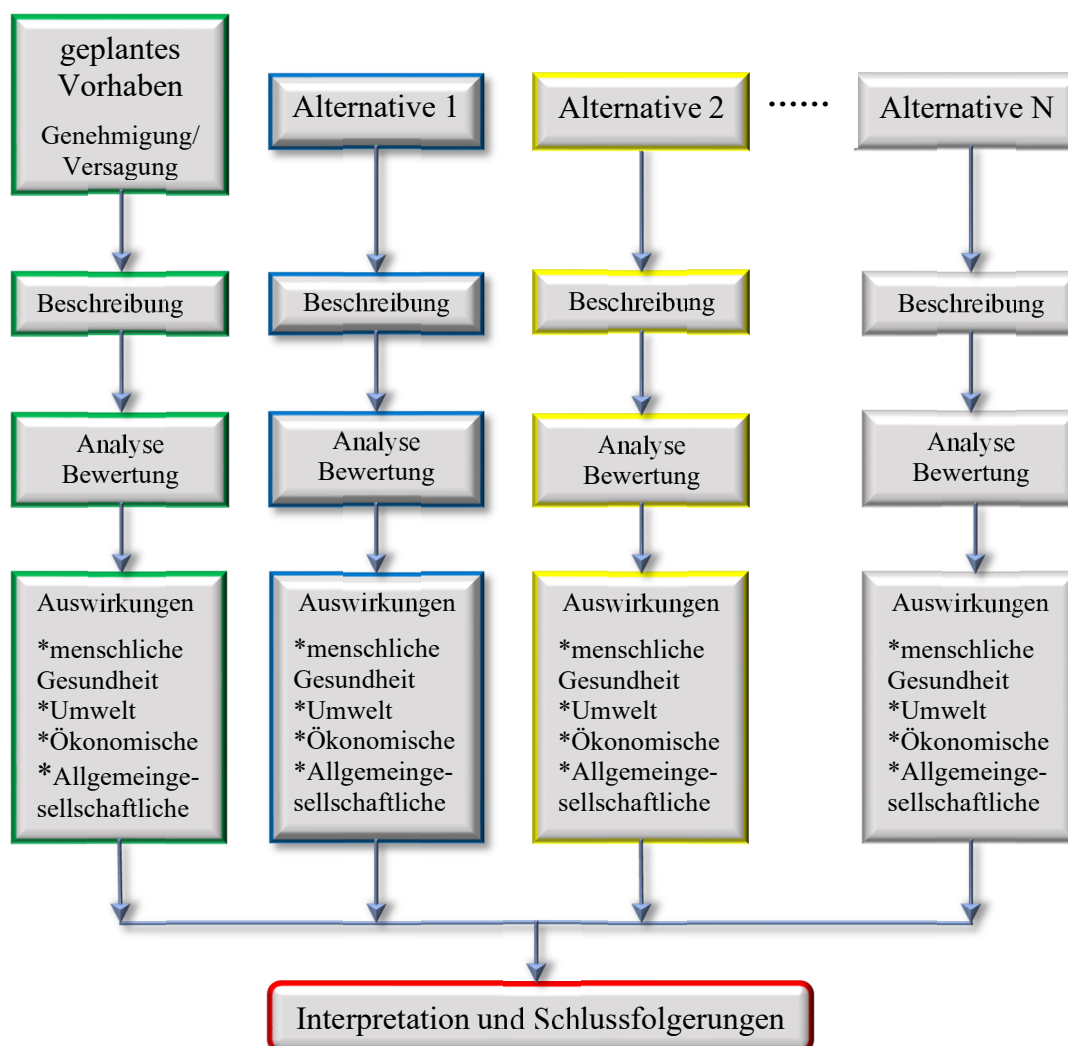 geplantes
Vorhaben
Genehmigung/
Versagung
Alternative 1
Alternative 2
......
Alternative N
Beschreibung
Beschreibung
Beschreibung
Beschreibung
Analyse
Bewertung
Analyse
Bewertung
Analyse
Bewertung
Analyse
Bewertung
Auswirkungen
*menschliche
Gesundheit
*Umwelt
*Ökonomische
*Allgemeinge-
sellschaftliche
Auswirkungen
*menschliche
Gesundheit
*Umwelt
*Ökonomische
*Allgemeinge-
sellschaftliche
Auswirkungen
*menschliche
Gesundheit
*Umwelt
*Ökonomische
*Allgemeinge-
sellschaftliche
Auswirkungen
*menschliche
Gesundheit
*Umwelt
*Ökonomische
*Allgemeinge-
sellschaftliche
Interpretation und Schlussfolgerungen